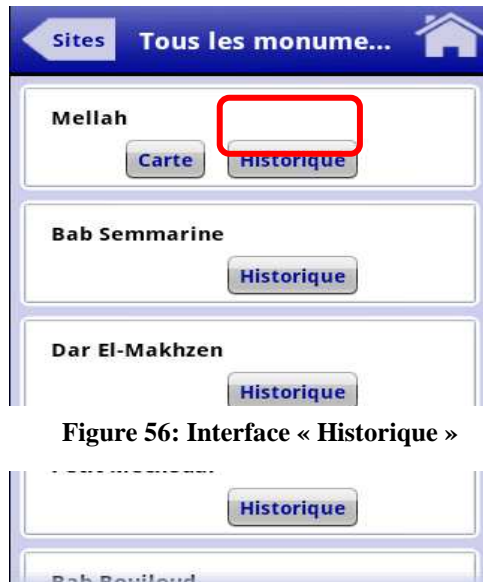 Sites Tous les monume...
Mellah
Carte Historique
Bab Semmarine
Historique
Dar El-Makhzen
Historique
Figure 56: Interface « Historique »
Historique